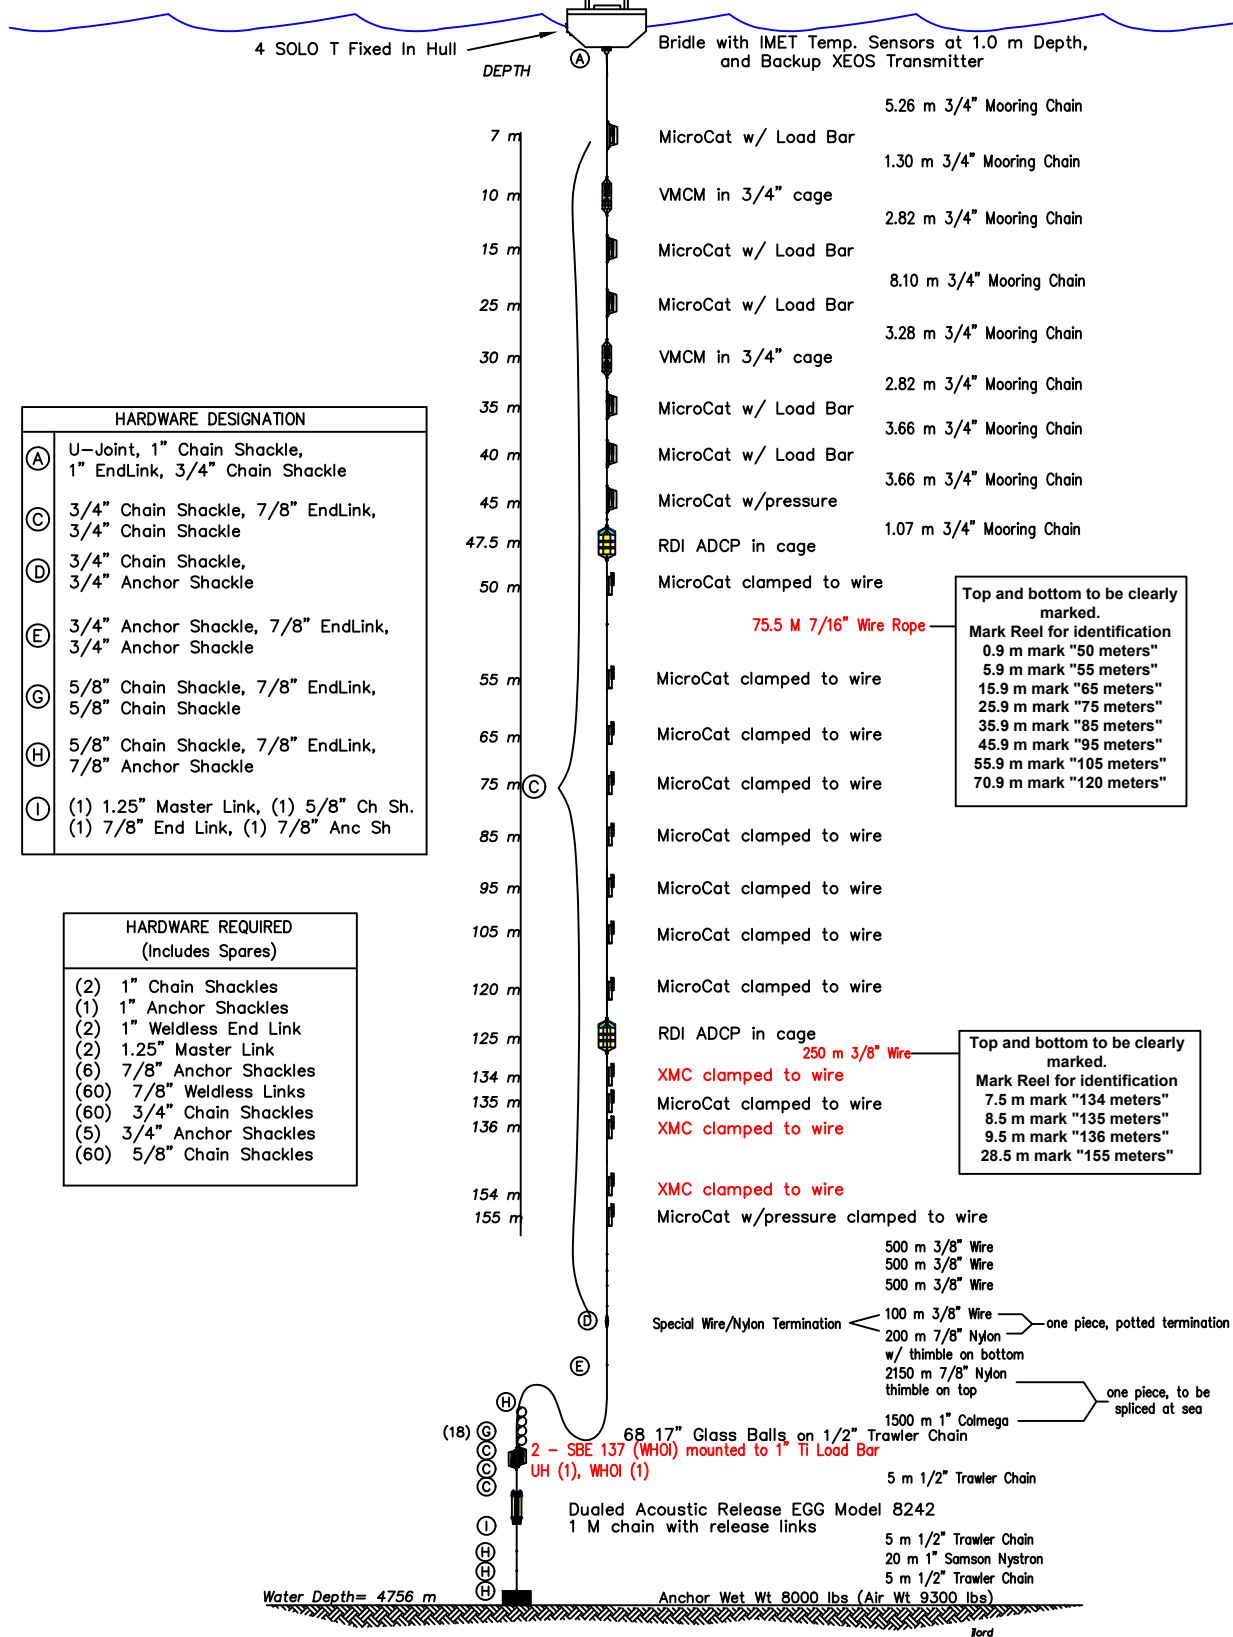 4 SOLO T Fixed In Hull
A
Bridle with IMET Temp. Sensors at 1.0 m Depth,
and Backup XEOS Transmitter
DEPTH
5.26 m 3/4" Mooring Chain
7 m
MicroCat w/ Load Bar
1.30 m 3/4" Mooring Chain
10 m
VMCM in 3/4" cage
2.82 m 3/4" Mooring Chain
15 m
MicroCat w/ Load Bar
8.10 m 3/4" Mooring Chain
25 m
MicroCat w/ Load Bar
3.28 m 3/4" Mooring Chain
30 m
VMCM in 3/4" cage
2.82 m 3/4" Mooring Chain
35 m
MicroCat w/ Load Bar
3.66 m 3/4" Mooring Chain
40 m
MicroCat w/ Load Bar
3.66 m 3/4" Mooring Chain
45 m
MicroCat w/pressure
1.07 m 3/4" Mooring Chain
47.5 m
RDI ADCP in cage
50 m
MicroCat clamped to wire
75.5 M 7/16" Wire Rope
Top and bottom to be clearly
marked.
Mark Reel for identification
0.9 m mark "50 meters"
5.9 m mark "55 meters"
15.9 m mark "65 meters"
25.9 m mark "75 meters"
35.9 m mark "85 meters"
45.9 m mark "95 meters"
55.9 m mark "105 meters"
70.9 m mark "120 meters"
55 m
MicroCat clamped to wire
65 m
MicroCat clamped to wire
75 m
C
MicroCat clamped to wire
85 m
MicroCat clamped to wire
95 m
MicroCat clamped to wire
105 m
MicroCat clamped to wire
120 m
MicroCat clamped to wire
125 m
RDI ADCP in cage
250 m 3/8" Wire
Top and bottom to be clearly
marked.
Mark Reel for identification
7.5 m mark "134 meters"
8.5 m mark "135 meters"
9.5 m mark "136 meters"
28.5 m mark "155 meters"
134 m
XMC clamped to wire
135 m
MicroCat clamped to wire
136 m
XMC clamped to wire
154 m
XMC clamped to wire
155 m
MicroCat w/pressure clamped to wire
HARDWARE DESIGNATION
A
U-Joint, 1" Chain Shackle,
1" EndLink, 3/4" Chain Shackle
C
3/4" Chain Shackle, 7/8" EndLink,
3/4" Chain Shackle
D
3/4" Chain Shackle,
3/4" Anchor Shackle
E
3/4" Anchor Shackle, 7/8" EndLink,
3/4" Anchor Shackle
G
5/8" Chain Shackle, 7/8" EndLink,
5/8" Chain Shackle
H
5/8" Chain Shackle, 7/8" EndLink,
7/8" Anchor Shackle
I
(1) 1.25" Master Link, (1) 5/8" Ch Sh.
(1) 7/8" End Link, (1) 7/8" Anc Sh
HARDWARE REQUIRED
(Includes Spares)
(2) 1" Chain Shackles
(1) 1" Anchor Shackles
(2) 1" Weldless End Link
(2) 1.25" Master Link
(6) 7/8" Anchor Shackles
(60) 7/8" Weldless Links
(60) 3/4" Chain Shackles
(5) 3/4" Anchor Shackles
(60) 5/8" Chain Shackles
500 m 3/8" Wire
500 m 3/8" Wire
500 m 3/8" Wire
D
Special Wire/Nylon Termination
100 m 3/8" Wire
200 m 7/8" Nylon
w/ thimble on bottom
one piece, potted termination
E
2150 m 7/8" Nylon
thimble on top
1500 m 1" Colmega
one piece, to be
spliced at sea
H
(18) G
68 17" Glass Balls on 1/2" Trawler Chain
C
2 - SBE 137 (WHOI) mounted to 1" Ti Load Bar
C
UH (1), WHOI (1)
C
5 m 1/2" Trawler Chain
Dualed Acoustic Release EGG Model 8242
1 M chain with release links
I
5 m 1/2" Trawler Chain
H
20 m 1" Samson Nystron
H
5 m 1/2" Trawler Chain
H
Water Depth= 4756 m
Anchor Wet Wt 8000 lbs (Air Wt 9300 lbs)